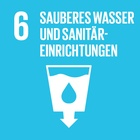 6 SAUBERES WASSER
UND SANITÄR-
EINRICHTUNGEN